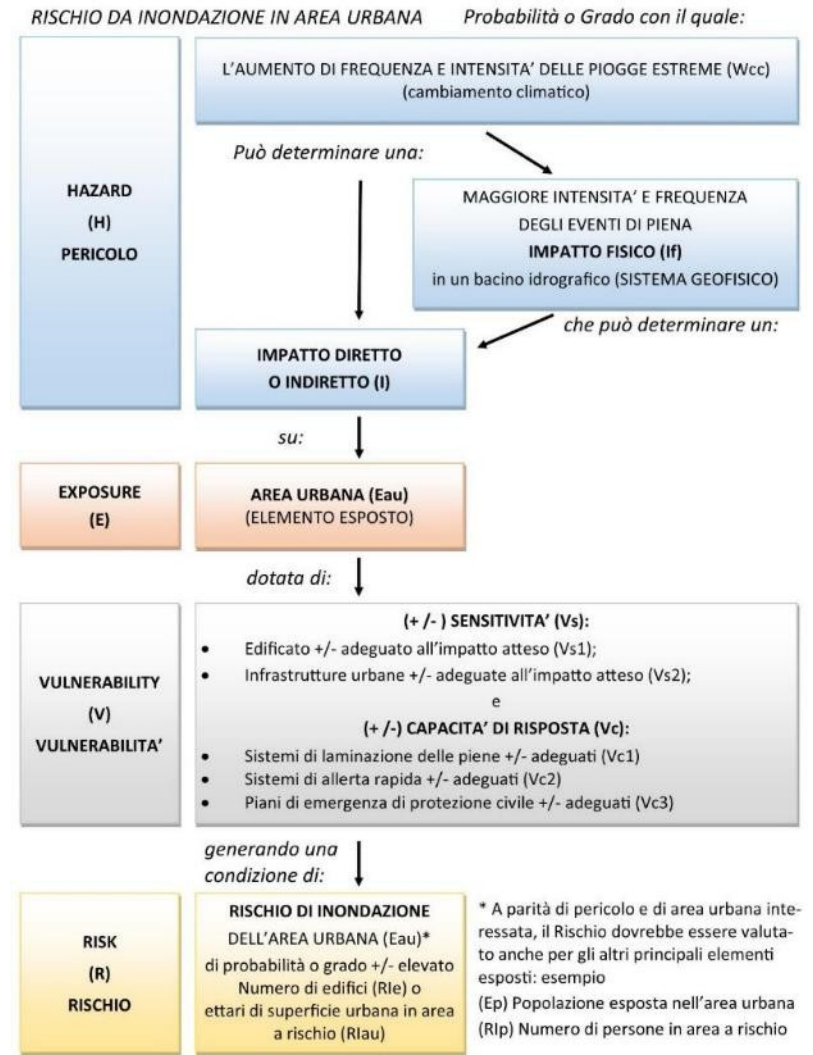 RISCHIO DA INONDAZIONE IN AREA URBANA
Probabilità o Grado con il quale:
L'AUMENTO DI FREQUENZA E INTENSITA' DELLE PIOGGE ESTREME (Wcc)
(cambiamento climatico)
Può determinare una:
HAZARD
(H)
PERICOLO
MAGGIORE INTENSITA' E FREQUENZA
DEGLI EVENTI DI PIENA
IMPATTO FISICO (If)
in un bacino idrografico (SISTEMA GEOFISICO)
che può determinare un:
IMPATTO DIRETTO
O INDIRETTO (I)
su:
EXPOSURE
(E)
AREA URBANA (Eau)
(ELEMENTO ESPOSTO)
dotata di:
VULNERABILITY
(V)
VULNERABILITA'
(+ /- ) SENSITIVITA' (Vs):
• Edificato +/- adeguato all'impatto atteso (Vs1);
• Infrastrutture urbane +/- adeguate all'impatto atteso (Vs2);
e
(+ /-) CAPACITA' DI RISPOSTA (Vc):
• Sistemi di laminazione delle piene +/- adeguati (Vc1)
• Sistemi di allerta rapida +/- adeguati (Vc2)
• Piani di emergenza di protezione civile +/- adeguati (Vc3)
generando una
condizione di:
RISK
(R)
RISCHIO
RISCHIO DI INONDAZIONE
DELL'AREA URBANA (Eau)*
di probabilità o grado +/- elevato
Numero di edifici (RIe) o
ettari di superficie urbana in area
a rischio (RIau)
* A parità di pericolo e di area urbana inte-
ressata, il Rischio dovrebbe essere valuta-
to anche per gli altri principali elementi
esposti: esempio
(Ep) Popolazione esposta nell'area urbana
(RIp) Numero di persone in area a rischio